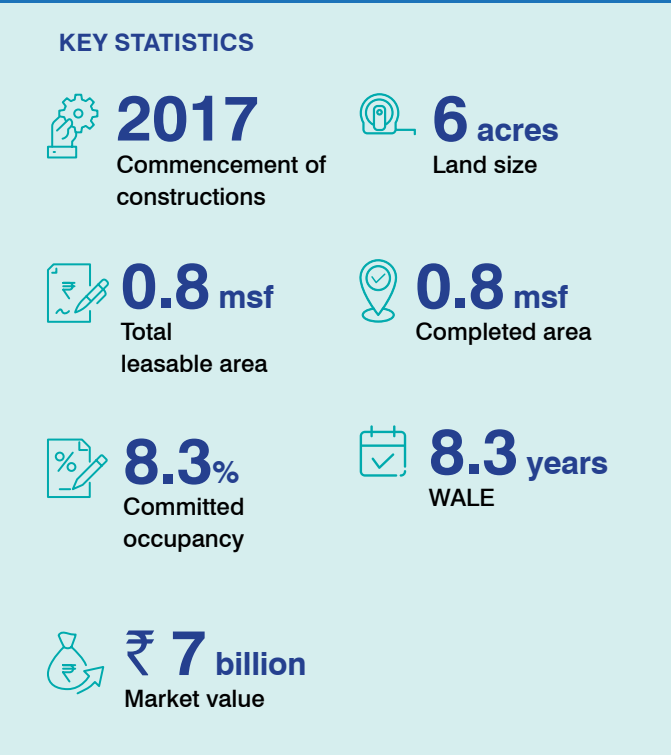 KEY STATISTICS
2017
Commencement of
constructions
6 acres
Land size
₹
0.8 msf
Total
leasable area
0.8 msf
Completed area
%
8.3%
Committed
occupancy
8.3 years
WALE
₹
₹ 7 billion
Market value